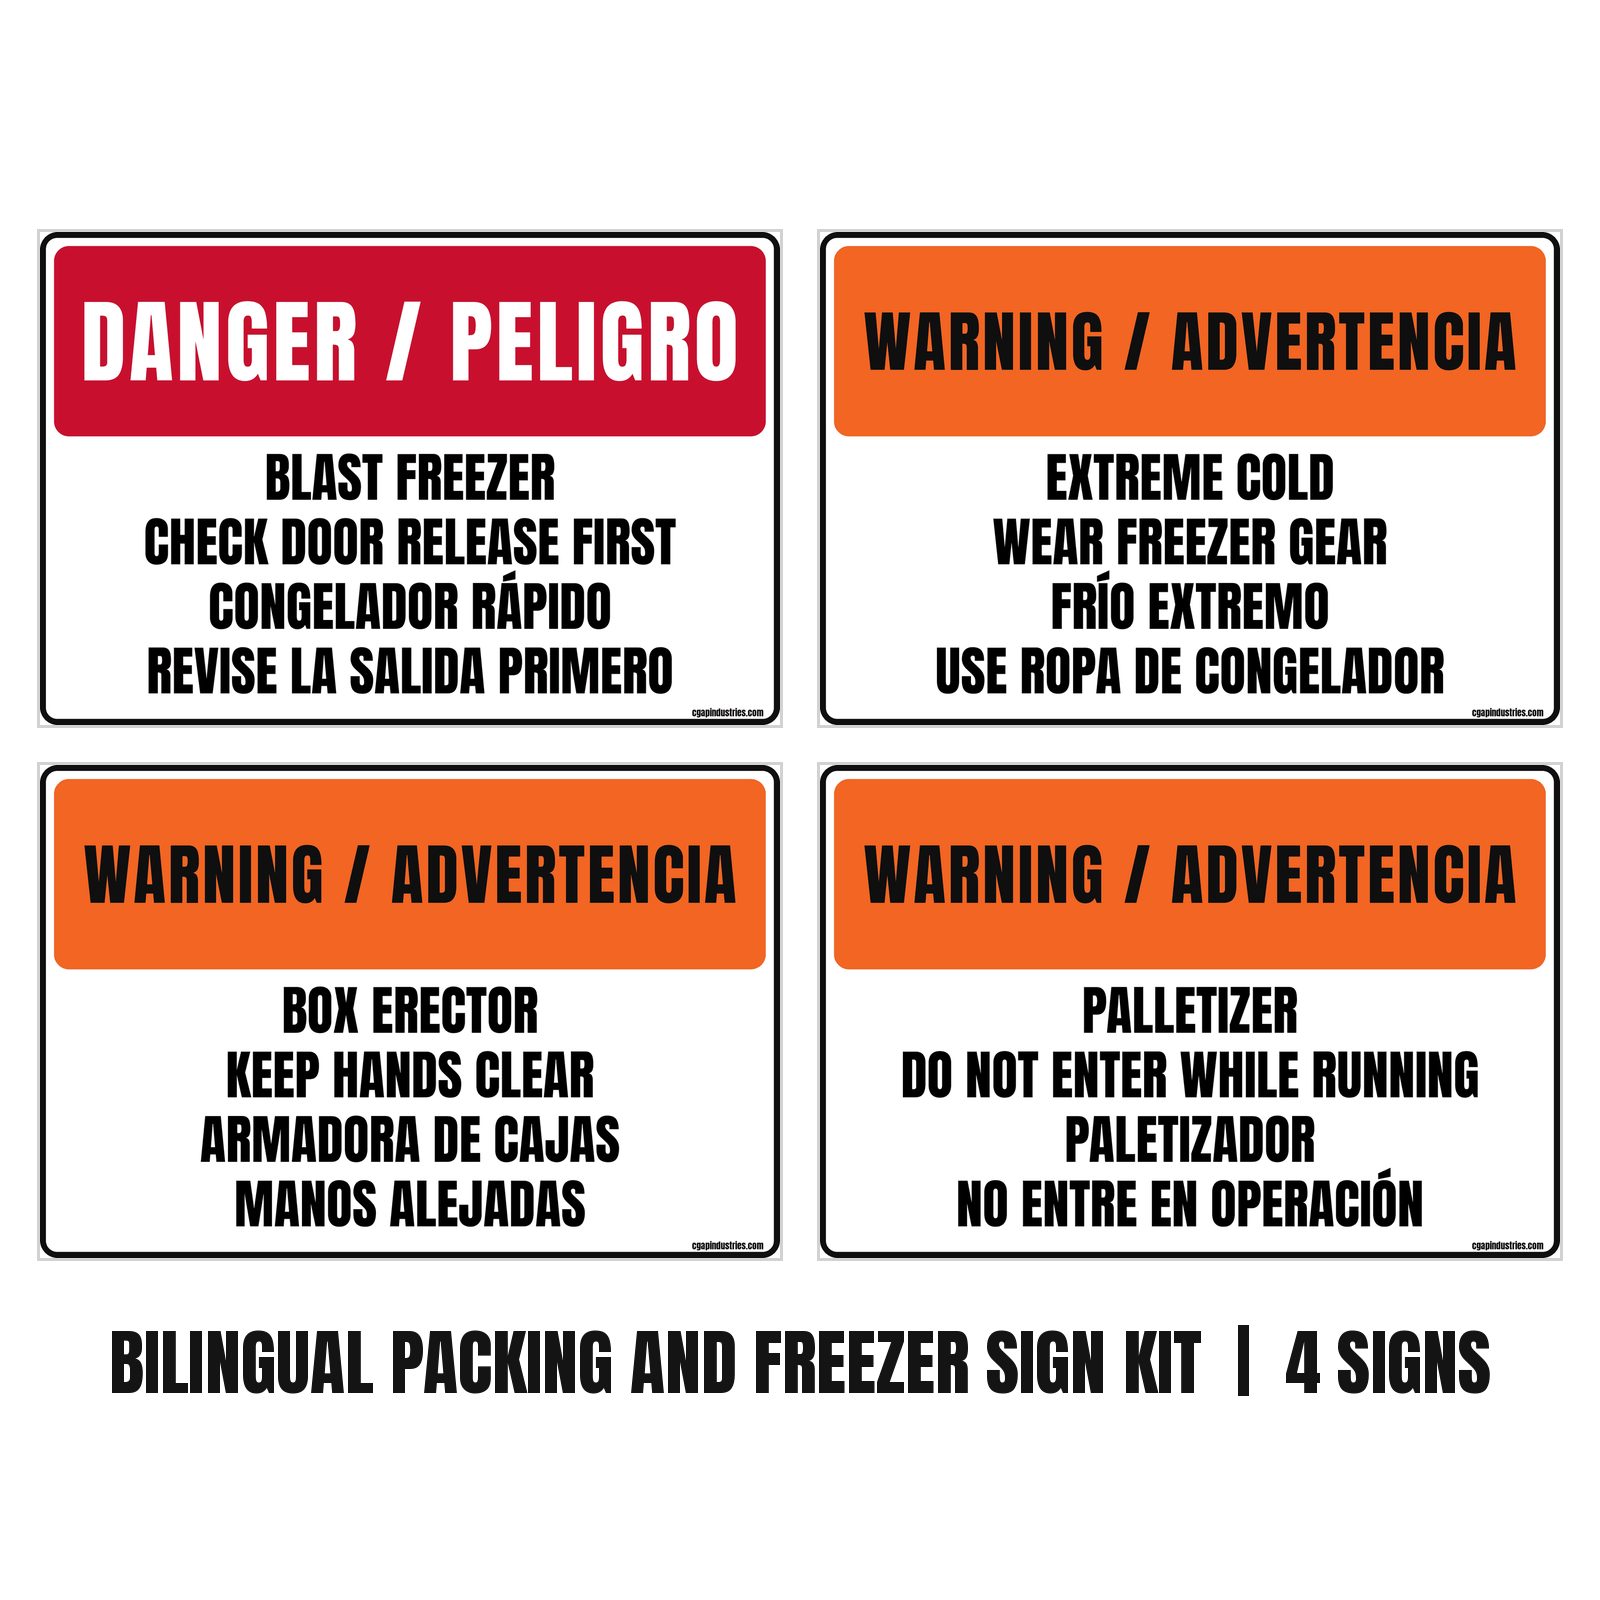 DANGER / PELIGRO
BLAST FREEZER
CHECK DOOR RELEASE FIRST
CONGELADOR RÁPIDO
REVISE LA SALIDA PRIMERO
cgapindustries.com
WARNING / ADVERTENCIA
EXTREME COLD
WEAR FREEZER GEAR
FRÍO EXTREMO
USE ROPA DE CONGELADOR
cgapindustries.com
WARNING / ADVERTENCIA
BOX ERECTOR
KEEP HANDS CLEAR
ARMADORA DE CAJAS
MANOS ALEJADAS
cgapindustries.com
WARNING / ADVERTENCIA
PALLETIZER
DO NOT ENTER WHILE RUNNING
PALETIZADOR
NO ENTRE EN OPERACIÓN
cgapindustries.com
BILINGUAL PACKING AND FREEZER SIGN KIT | 4 SIGNS